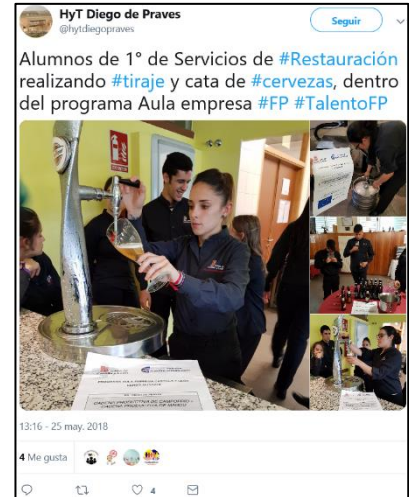 HyT Diego de Praves
@hytdiegopraves
Seguir
Alumnos de 1° de Servicios de #Restauración
realizando #tiraje y cata de #cervezas, dentro
del programa Aula empresa #FP #TalentoFP
13:16 - 25 may. 2018
4 Me gusta
4